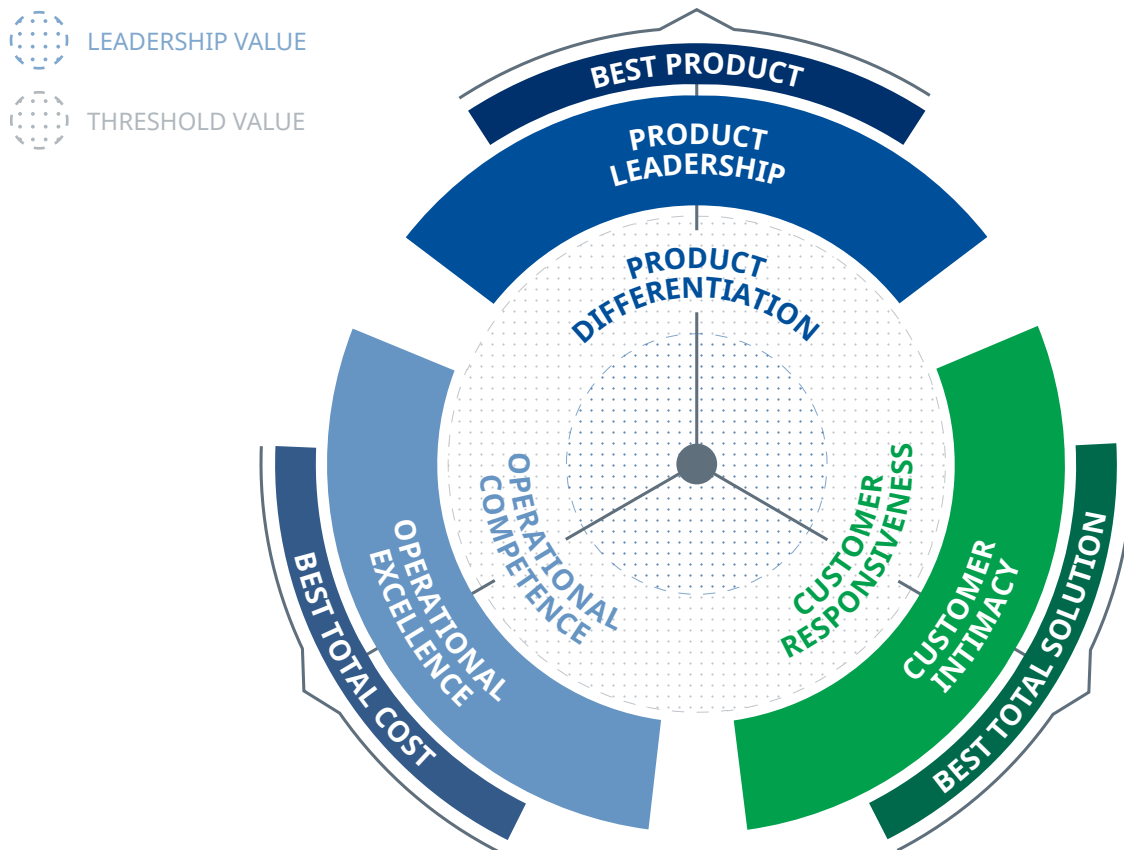 LEADERSHIP VALUE
THRESHOLD VALUE
BEST PRODUCT
PRODUCT
LEADERSHIP
PRODUCT
DIFFERENTIATION
OPERATIONAL
COMPETENCE
OPERATIONAL
EXCELLENCE
BEST TOTAL COST
CUSTOMER
RESPONSIVENESS
CUSTOMER
INTIMACY
BEST TOTAL SOLUTION